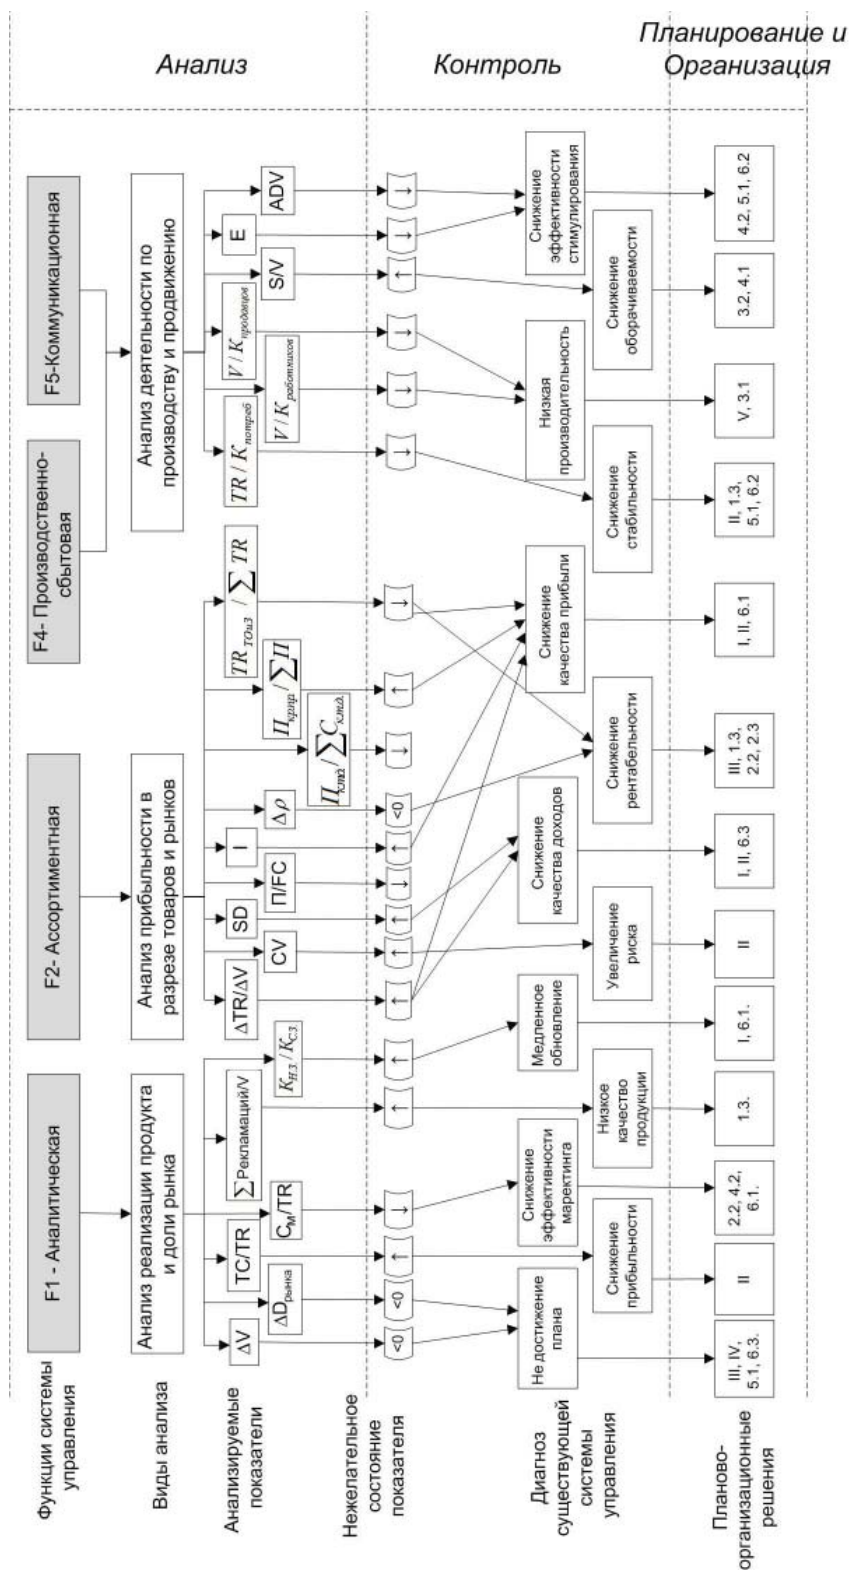 Анализ
Контроль
Планирование и
Организация
Функции системы
управления
F1 - Аналитическая
F2- Ассортиментная
F4- Производственно-
сбытовая
F5-Коммуникационная
Виды анализа
Анализ реализации продукта
и доли рынка
Анализ прибыльности в
разрезе товаров и рынков
Анализ деятельности по
производству и продвижению
Анализируемые
показатели
ΔV
ΔDрынка
TC/TR
Cм/TR
∑Рекламаций/V
KН.З. / KС.З.
ΔTR/ΔV
CV
SD
П/FC
I
Δρ
Пктд / ∑Cктд
Пкрпр / ∑П
TR ТОиЗ / ∑TR
TR / Kпотреб
V / Kработников
V / Kпродавцов
S/V
E
ADV
Нежелательное
состояние
показателя
<0
<0
↑
↓
↑
↑
↑
↑
↑
↓
↑
<0
↓
↑
↓
↓
↓
↓
↑
↓
↓
Диагноз
существующей
системы
управления
Не достижение
плана
Снижение
прибыльности
Снижение
эффективности
маректинга
Низкое
качество
продукции
Медленное
обновление
Увеличение
риска
Снижение
качества доходов
Снижение
рентабельности
Снижение
качества прибыли
Снижение
стабильности
Низкая
производительность
Снижение
оборачиваемости
Снижение
эффективности
стимулирования
Планово-
организационные
решения
III, IV,
5.1, 6.3.
II
2.2, 4.2,
6.1.
1.3.
I, 6.1.
II
I, II, 6.3
III, 1.3,
2.2, 2.3
I, II, 6.1
II, 1.3,
5.1, 6.2
V, 3.1
3.2, 4.1
4.2, 5.1, 6.2